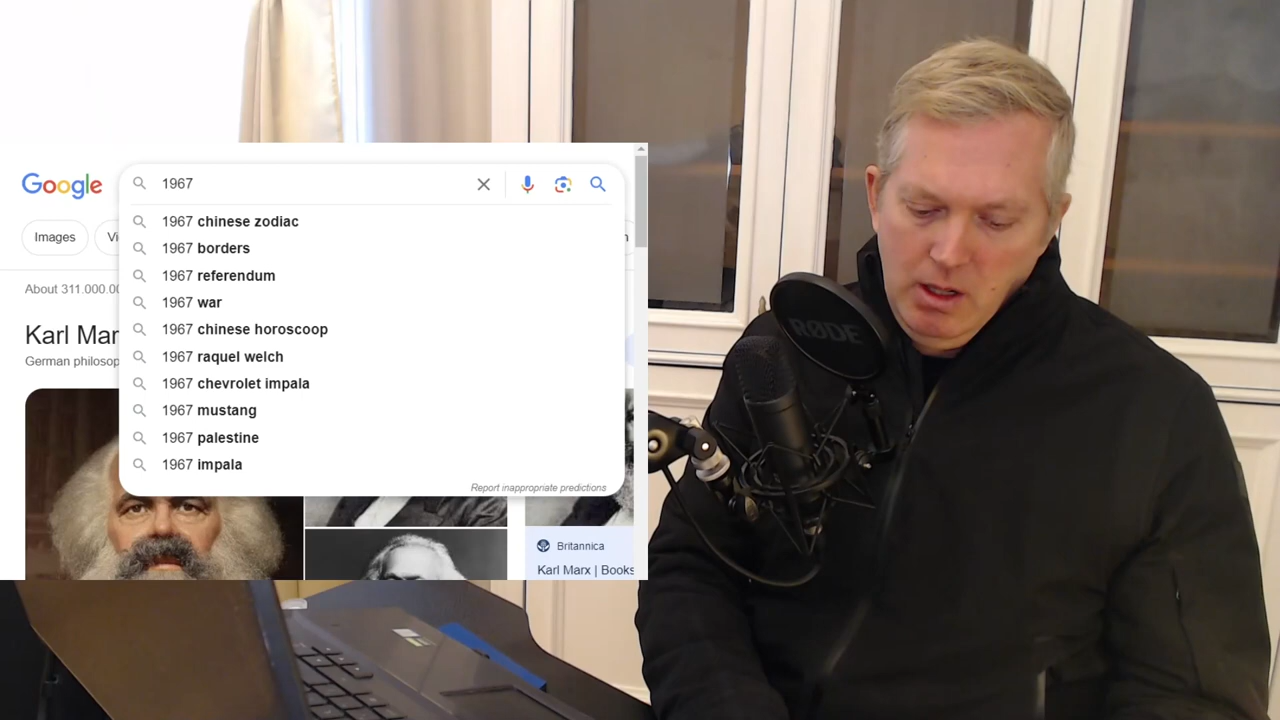 Google
1967
1967 chinese zodiac
1967 borders
1967 referendum
1967 war
1967 chinese horoscoop
1967 raquel welch
1967 chevrolet impala
1967 mustang
1967 palestine
1967 impala
Report inappropriate predictions
Images
About 311.000.00
Karl Mar
German philosop
Britannica
Karl Marx | Books
RØDE